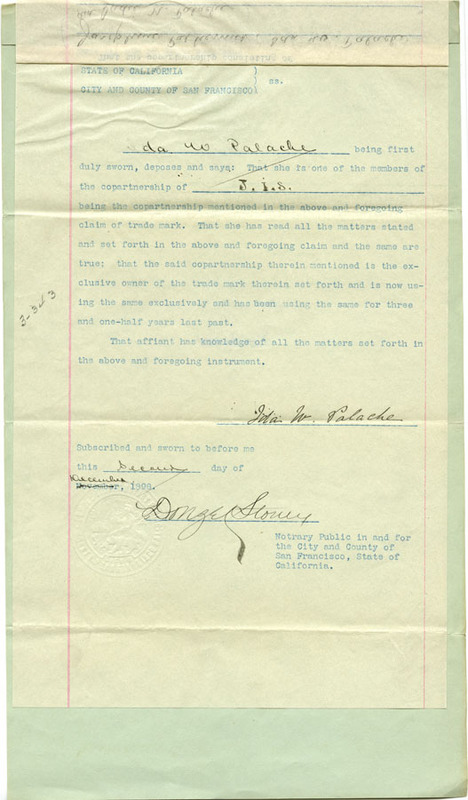 STATE OF CALIFORNIA
CITY AND COUNTY OF SAN FRANCISCO) ss.
Ida W Palache being first
duly sworn, deposes and says: That she is one of the members of
the copartnership of J. I. S.
being the copartnership mentioned in the above and foregoing
claim of trade mark. That she has read all the matters stated
and set forth in the above and foregoing claim and the same are
true; that the said copartnership therein mentioned is the ex-
clusive owner of the trade mark therein set forth and is now us-
ing the same exclusively and has been using the same for three
and one-half years last past.
3-3 of 3
That affiant has knowledge of all the matters set forth in
the above and foregoing instrument.
Ida W. Palache
Subscribed and sworn to before me
this Second day of
December
November, 1898.
Notrary Public in and for
the City and County of
San Francisco, State of
California.